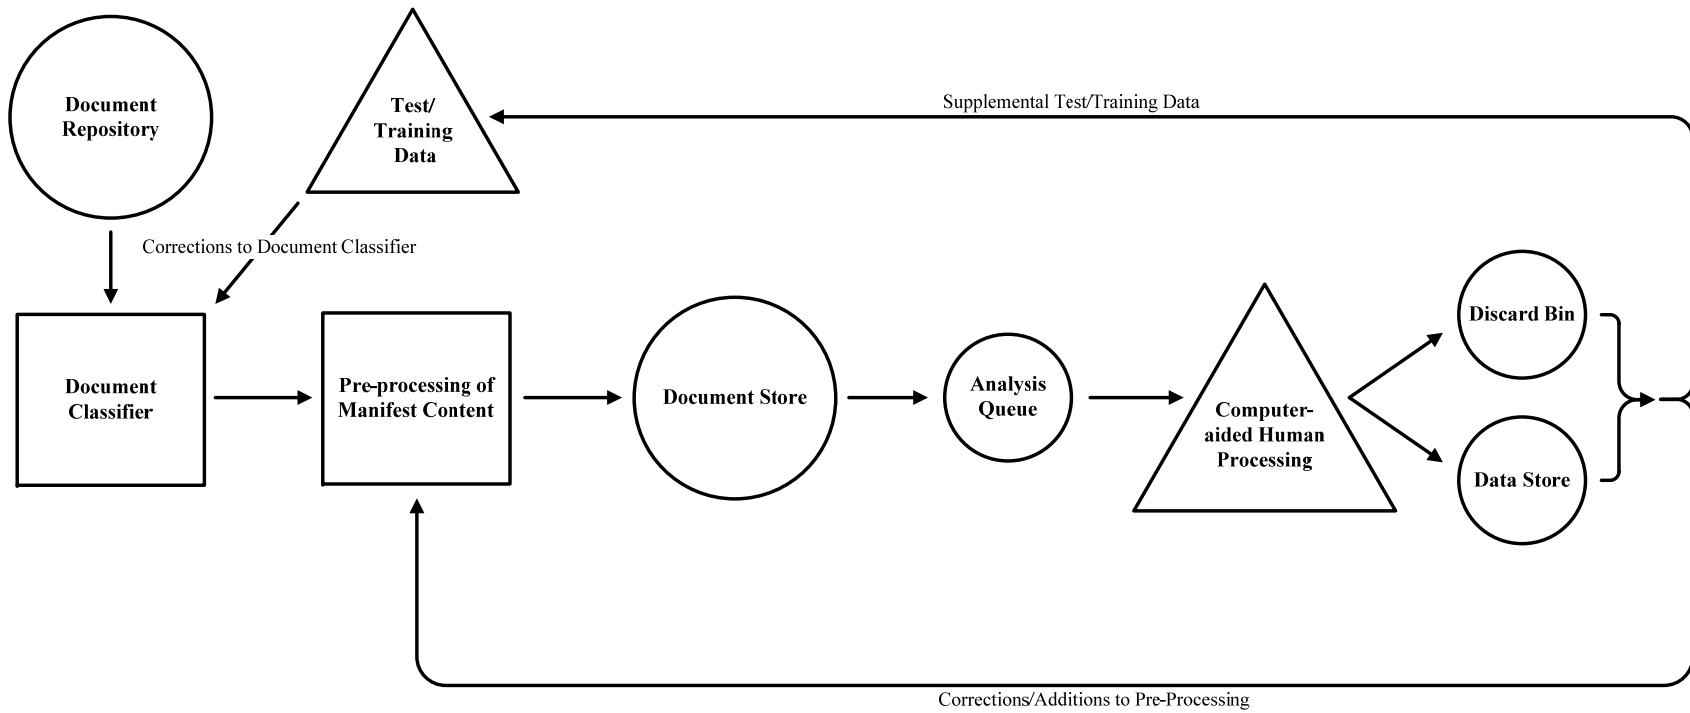 Document
Repository
Test/
Training
Data
Supplemental Test/Training Data
Corrections to Document Classifier
Document
Classifier
Pre-processing of
Manifest Content
Document Store
Analysis
Queue
Computer-
aided Human
Processing
Discard Bin
Data Store
Corrections/Additions to Pre-Processing